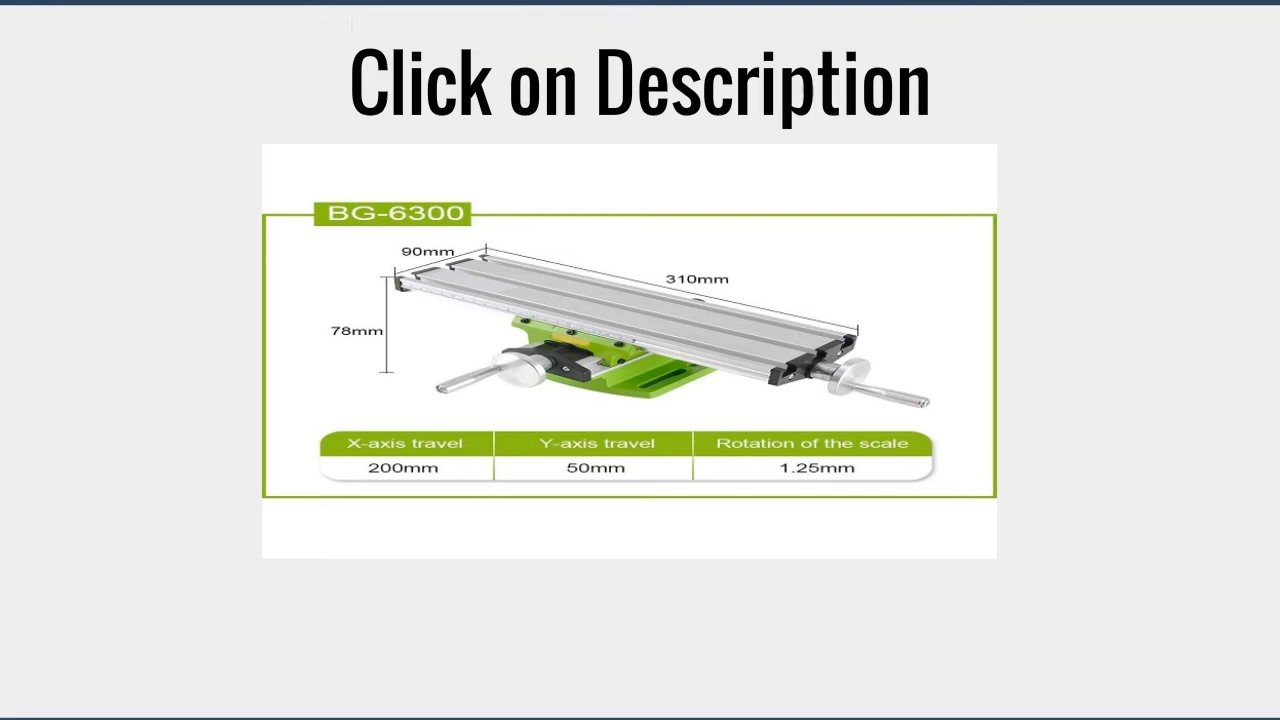 Click on Description
BG-6300
90mm
310mm
78mm
X-axis travel Y-axis travel Rotation of the scale
200mm 50mm 1.25mm